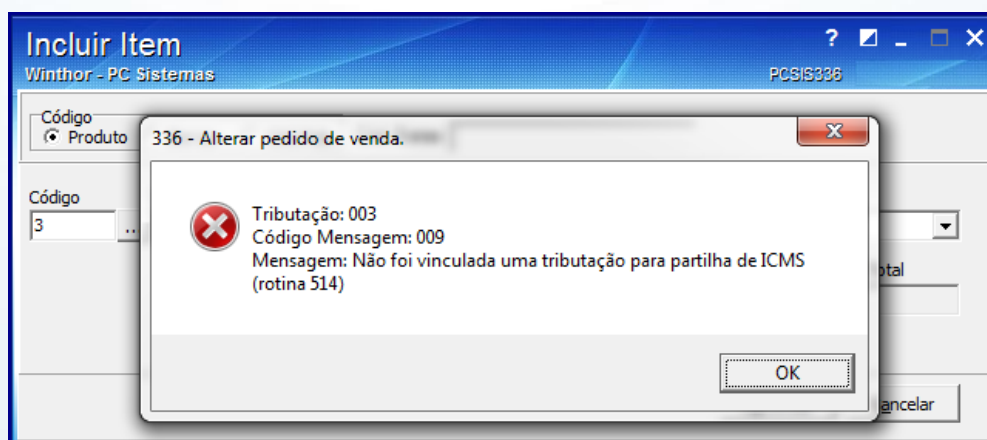 Incluir Item
? 
Winthor - PC Sistemas
PCSIS336
Código
Produto
336 - Alterar pedido de venda.
Código
3
..
Tributação: 003
Código Mensagem: 009
Mensagem: Não foi vinculada uma tributação para partilha de ICMS
(rotina 514)
otal
OK
ancelar